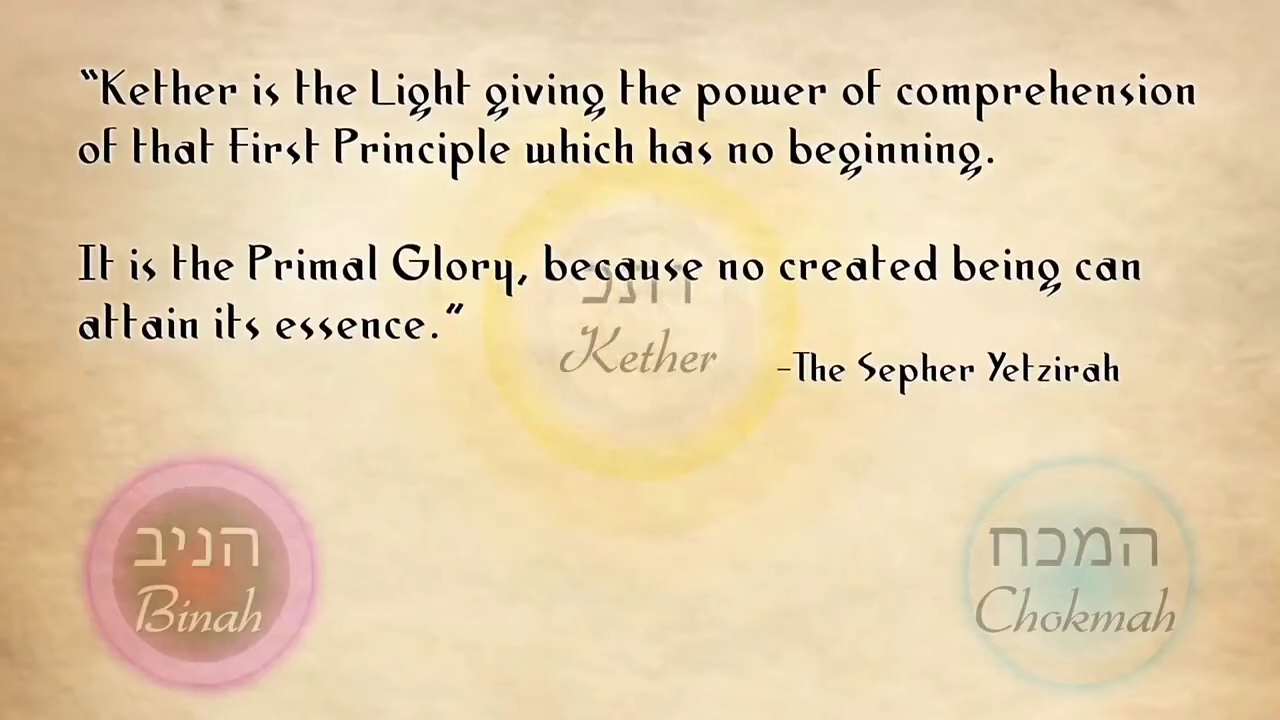 "Kether is the Light giving the power of comprehension
of that First Principle which has no beginning.
It is the Primal Glory, because no created being can
attain its essence."
Kether
-The Sepher Yetzirah
הניב
Binah
המכח
Chokmah